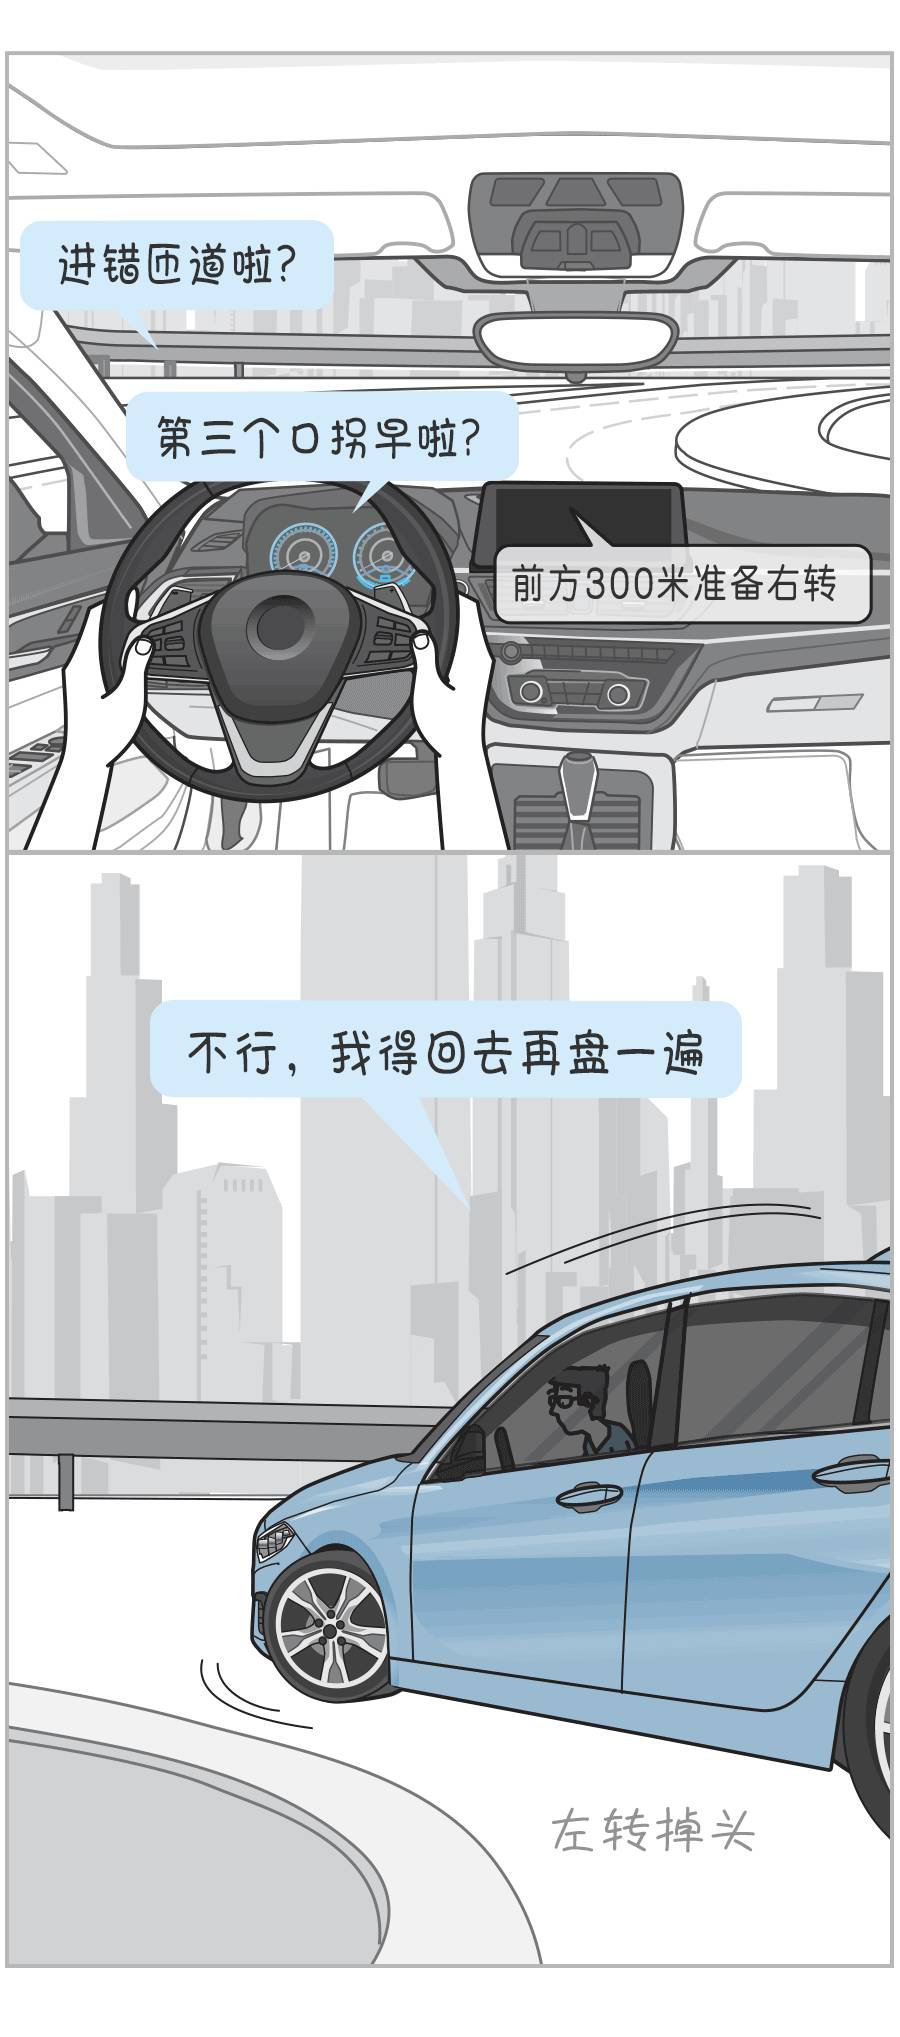 进错匝道啦？
第三个口拐早啦？
前方300米准备右转
不行，我得回去再盘一遍
左转掉头